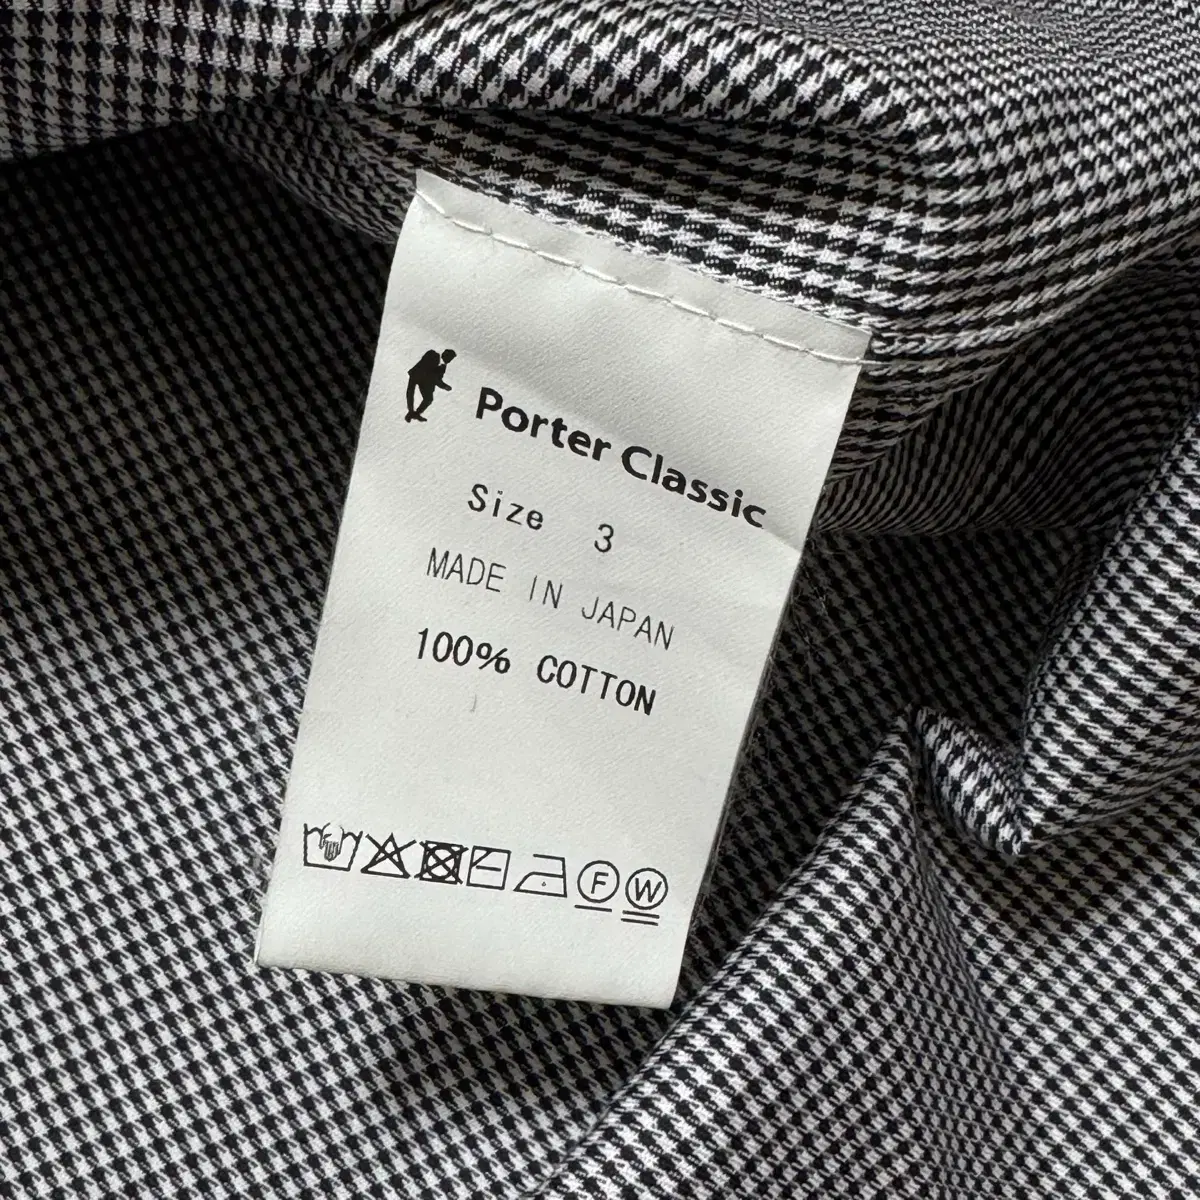 Porter Classic
Size 3
MADE IN JAPAN
100% COTTON
F W